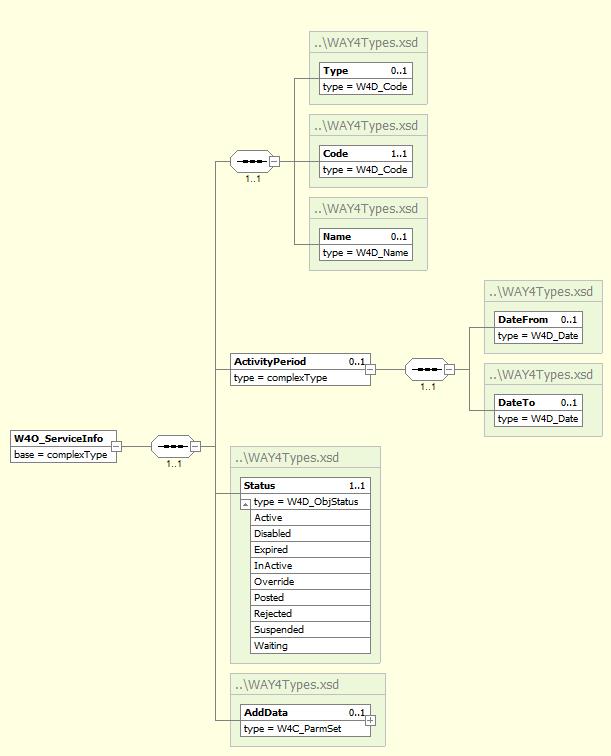 ..\WAY4Types.xsd
Type 0..1
type = W4D_Code
..\WAY4Types.xsd
Code 1..1
type = W4D_Code
1..1
..\WAY4Types.xsd
Name 0..1
type = W4D_Name
..\WAY4Types.xsd
DateFrom 0..1
type = W4D_Date
ActivityPeriod 0..1
type = complexType
1..1
..\WAY4Types.xsd
DateTo 0..1
type = W4D_Date
W4O_ServiceInfo
base = complexType
1..1
..\WAY4Types.xsd
Status 1..1
type = W4D_ObjStatus
Active
Disabled
Expired
InActive
Override
Posted
Rejected
Suspended
Waiting
..\WAY4Types.xsd
AddData 0..1
type = W4C_ParmSet